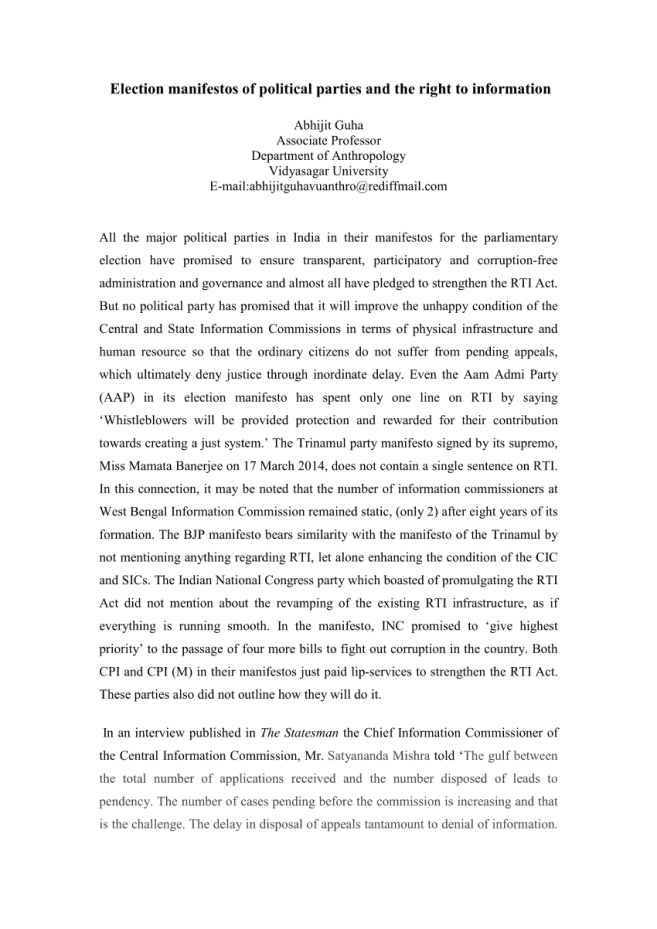 Election manifestos of political parties and the right to information
Abhijit Guha
Associate Professor
Department of Anthropology
Vidyasagar University
E-mail:abhijitguhavuanthro@rediffmail.com
All the major political parties in India in their manifestos for the parliamentary
election have promised to ensure transparent, participatory and corruption-free
administration and governance and almost all have pledged to strengthen the RTI Act.
But no political party has promised that it will improve the unhappy condition of the
Central and State Information Commissions in terms of physical infrastructure and
human resource so that the ordinary citizens do not suffer from pending appeals,
which ultimately deny justice through inordinate delay. Even the Aam Admi Party
(AAP) in its election manifesto has spent only one line on RTI by saying
‘Whistleblowers will be provided protection and rewarded for their contribution
towards creating a just system.’ The Trinamul party manifesto signed by its supremo,
Miss Mamata Banerjee on 17 March 2014, does not contain a single sentence on RTI.
In this connection, it may be noted that the number of information commissioners at
West Bengal Information Commission remained static, (only 2) after eight years of its
formation. The BJP manifesto bears similarity with the manifesto of the Trinamul by
not mentioning anything regarding RTI, let alone enhancing the condition of the CIC
and SICs. The Indian National Congress party which boasted of promulgating the RTI
Act did not mention about the revamping of the existing RTI infrastructure, as if
everything is running smooth. In the manifesto, INC promised to ‘give highest
priority’ to the passage of four more bills to fight out corruption in the country. Both
CPI and CPI (M) in their manifestos just paid lip-services to strengthen the RTI Act.
These parties also did not outline how they will do it.
In an interview published in The Statesman the Chief Information Commissioner of
the Central Information Commission, Mr. Satyananda Mishra told ‘The gulf between
the total number of applications received and the number disposed of leads to
pendency. The number of cases pending before the commission is increasing and that
is the challenge. The delay in disposal of appeals tantamount to denial of information.